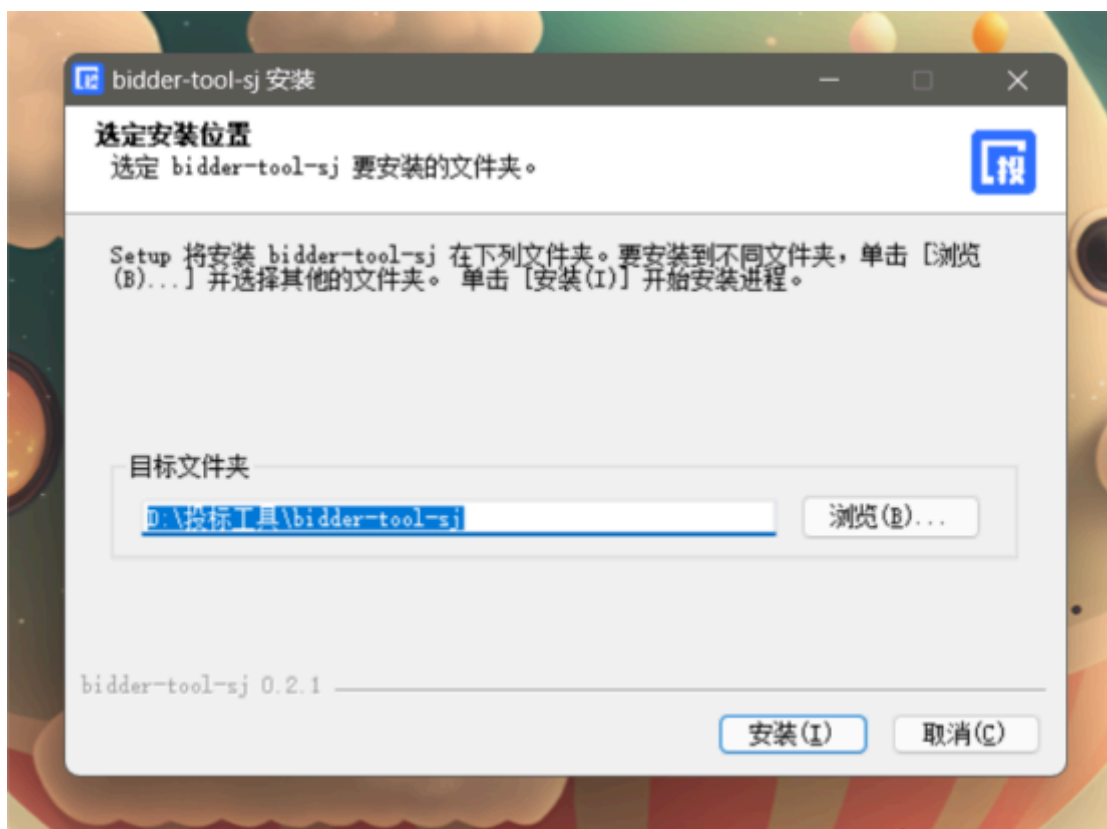 bidder-tool-sj 安装
选定安装位置
选定 bidder-tool-sj 要安装的文件夹。
投
Setup 将安装 bidder-tool-sj 在下列文件夹。要安装到不同文件夹，单击 [浏览
(B)...] 并选择其他的文件夹。 单击 [安装(I)] 开始安装进程。
目标文件夹
D:\投标工具\bidder-tool-sj
浏览(B)...
bidder-tool-sj 0.2.1
安装(I)
取消(C)